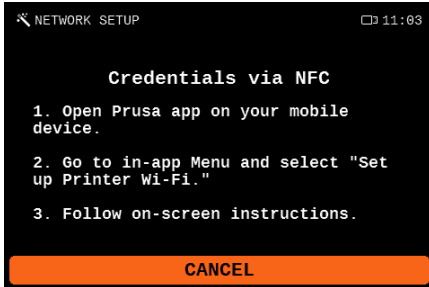 NETWORK SETUP
11:03
Credentials via NFC
1. Open Prusa app on your mobile
device.
2. Go to in-app Menu and select "Set
up Printer Wi-Fi."
3. Follow on-screen instructions.
CANCEL